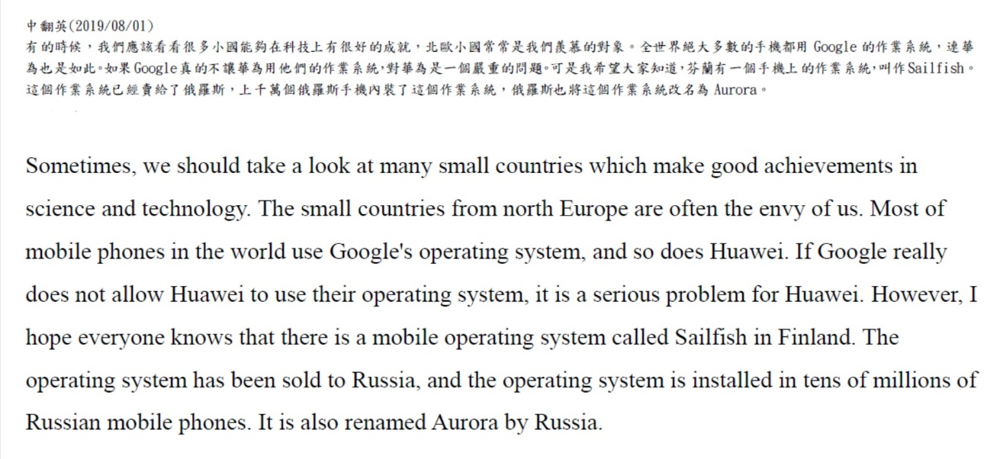 中翻英(2019/08/01)
有的時候，我們應該看看很多小國能夠在科技上有很好的成就，北歐小國常常是我們羨慕的對象。全世界絕大多數的手機都用 Google 的作業系統，連華
為也是如此。如果Google真的不讓華為用他們的作業系統，對華為是一個嚴重的問題。可是我希望大家知道，芬蘭有一個手機上的作業系統，叫作Sailfish。
這個作業系統已經賣給了俄羅斯，上千萬個俄羅斯手機內裝了這個作業系統，俄羅斯也將這個作業系統改名為 Aurora。
Sometimes, we should take a look at many small countries which make good achievements in
science and technology. The small countries from north Europe are often the envy of us. Most of
mobile phones in the world use Google's operating system, and so does Huawei. If Google really
does not allow Huawei to use their operating system, it is a serious problem for Huawei. However, I
hope everyone knows that there is a mobile operating system called Sailfish in Finland. The
operating system has been sold to Russia, and the operating system is installed in tens of millions of
Russian mobile phones. It is also renamed Aurora by Russia.